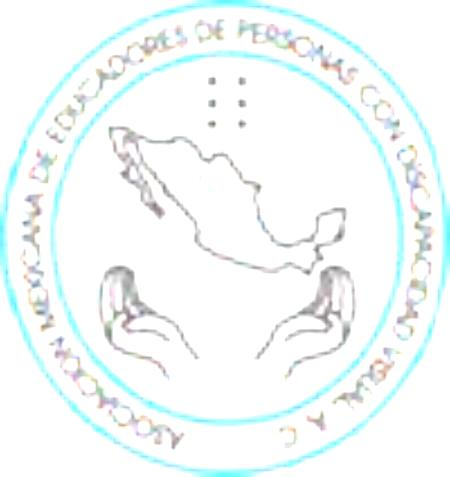 ASOCIACION MEXICANA DE EDUCADORES DE PERSONAS CON DISCAPACIDAD VISUAL A C